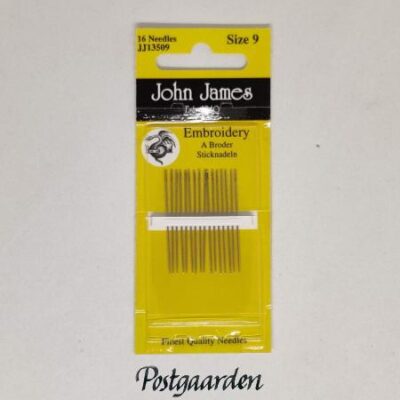 16 Needles
JJ13509
Size 9
John James
Embroidery
A Broder
Sticknadeln
Finest Quality Needles
Postgaarden